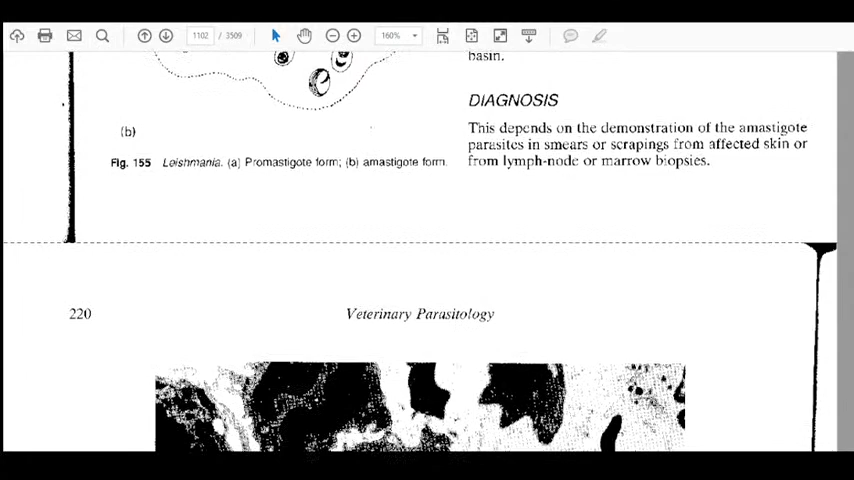 1102 / 3509
160%
basin.
DIAGNOSIS
This depends on the demonstration of the amastigote
parasites in smears or scrapings from affected skin or
from lymph-node or marrow biopsies.
(b)
Fig. 155 Leishmania. (a) Promastigote form; (b) amastigote form.
220
Veterinary Parasitology